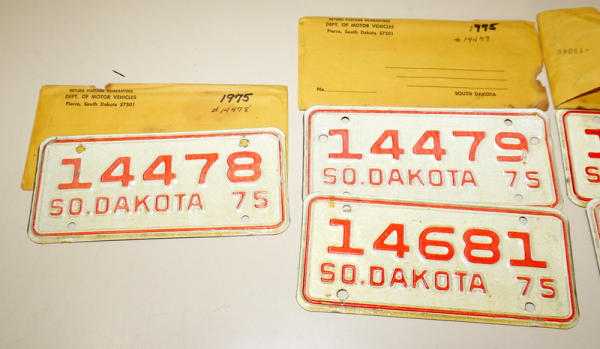 RETURN POSTAGE GUARANTEED
DEPT. OF MOTOR VEHICLES
Pierre, South Dakota 57501
1975
#14478
14478
SO.DAKOTA 75
RETURN POSTAGE GUARANTEED
DEPT. OF MOTOR VEHICLES
Pierre, South Dakota 57501
1975
#14479
No.
SOUTH DAKOTA
14479
SO.DAKOTA 75
14681
SO.DAKOTA 75